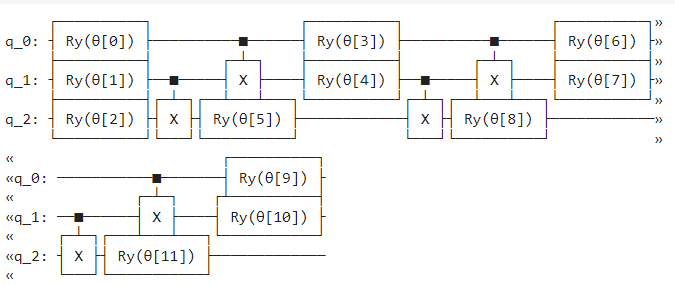 q_0: Ry(θ[0]) ■ Ry(θ[3]) ■ Ry(θ[6]) »
»
q_1: Ry(θ[1]) ■ X Ry(θ[4]) ■ X Ry(θ[7]) »
»
q_2: Ry(θ[2]) X Ry(θ[5]) X Ry(θ[8]) »
»
«
«q_0: ■ Ry(θ[9])
«
«q_1: ■ X Ry(θ[10])
«
«q_2: X Ry(θ[11])
«